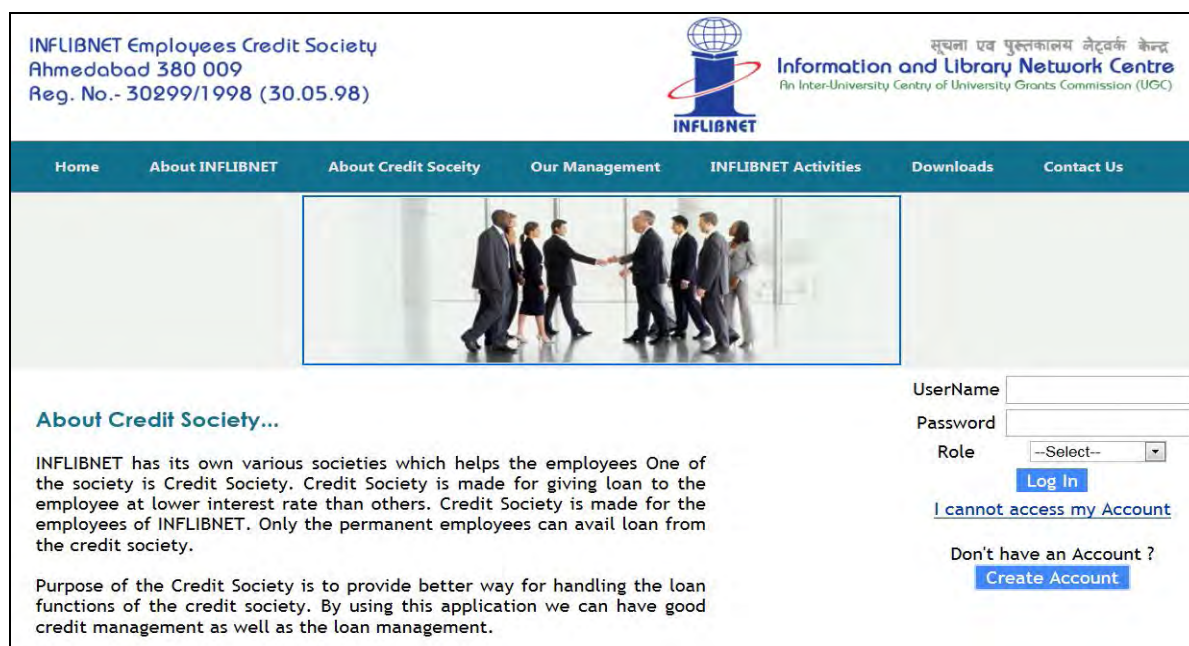 INFLIBNET Employees Credit Society
Ahmedabad 380 009
Reg. No.- 30299/1998 (30.05.98)
INFLIBNET
सूचना एव पुस्तकालय नेटवर्क केन्द्र
Information and Library Network Centre
An Inter-University Centry of University Grants Commission (UGC)
Home About INFLIBNET About Credit Soceity Our Management INFLIBNET Activities Downloads Contact Us
About Credit Society...
INFLIBNET has its own various societies which helps the employees One of
the society is Credit Society. Credit Society is made for giving loan to the
employee at lower interest rate than others. Credit Society is made for the
employees of INFLIBNET. Only the permanent employees can avail loan from
the credit society.
Purpose of the Credit Society is to provide better way for handling the loan
functions of the credit society. By using this application we can have good
credit management as well as the loan management.
UserName
Password
Role --Select--
Log In
I cannot access my Account
Don't have an Account ?
Create Account